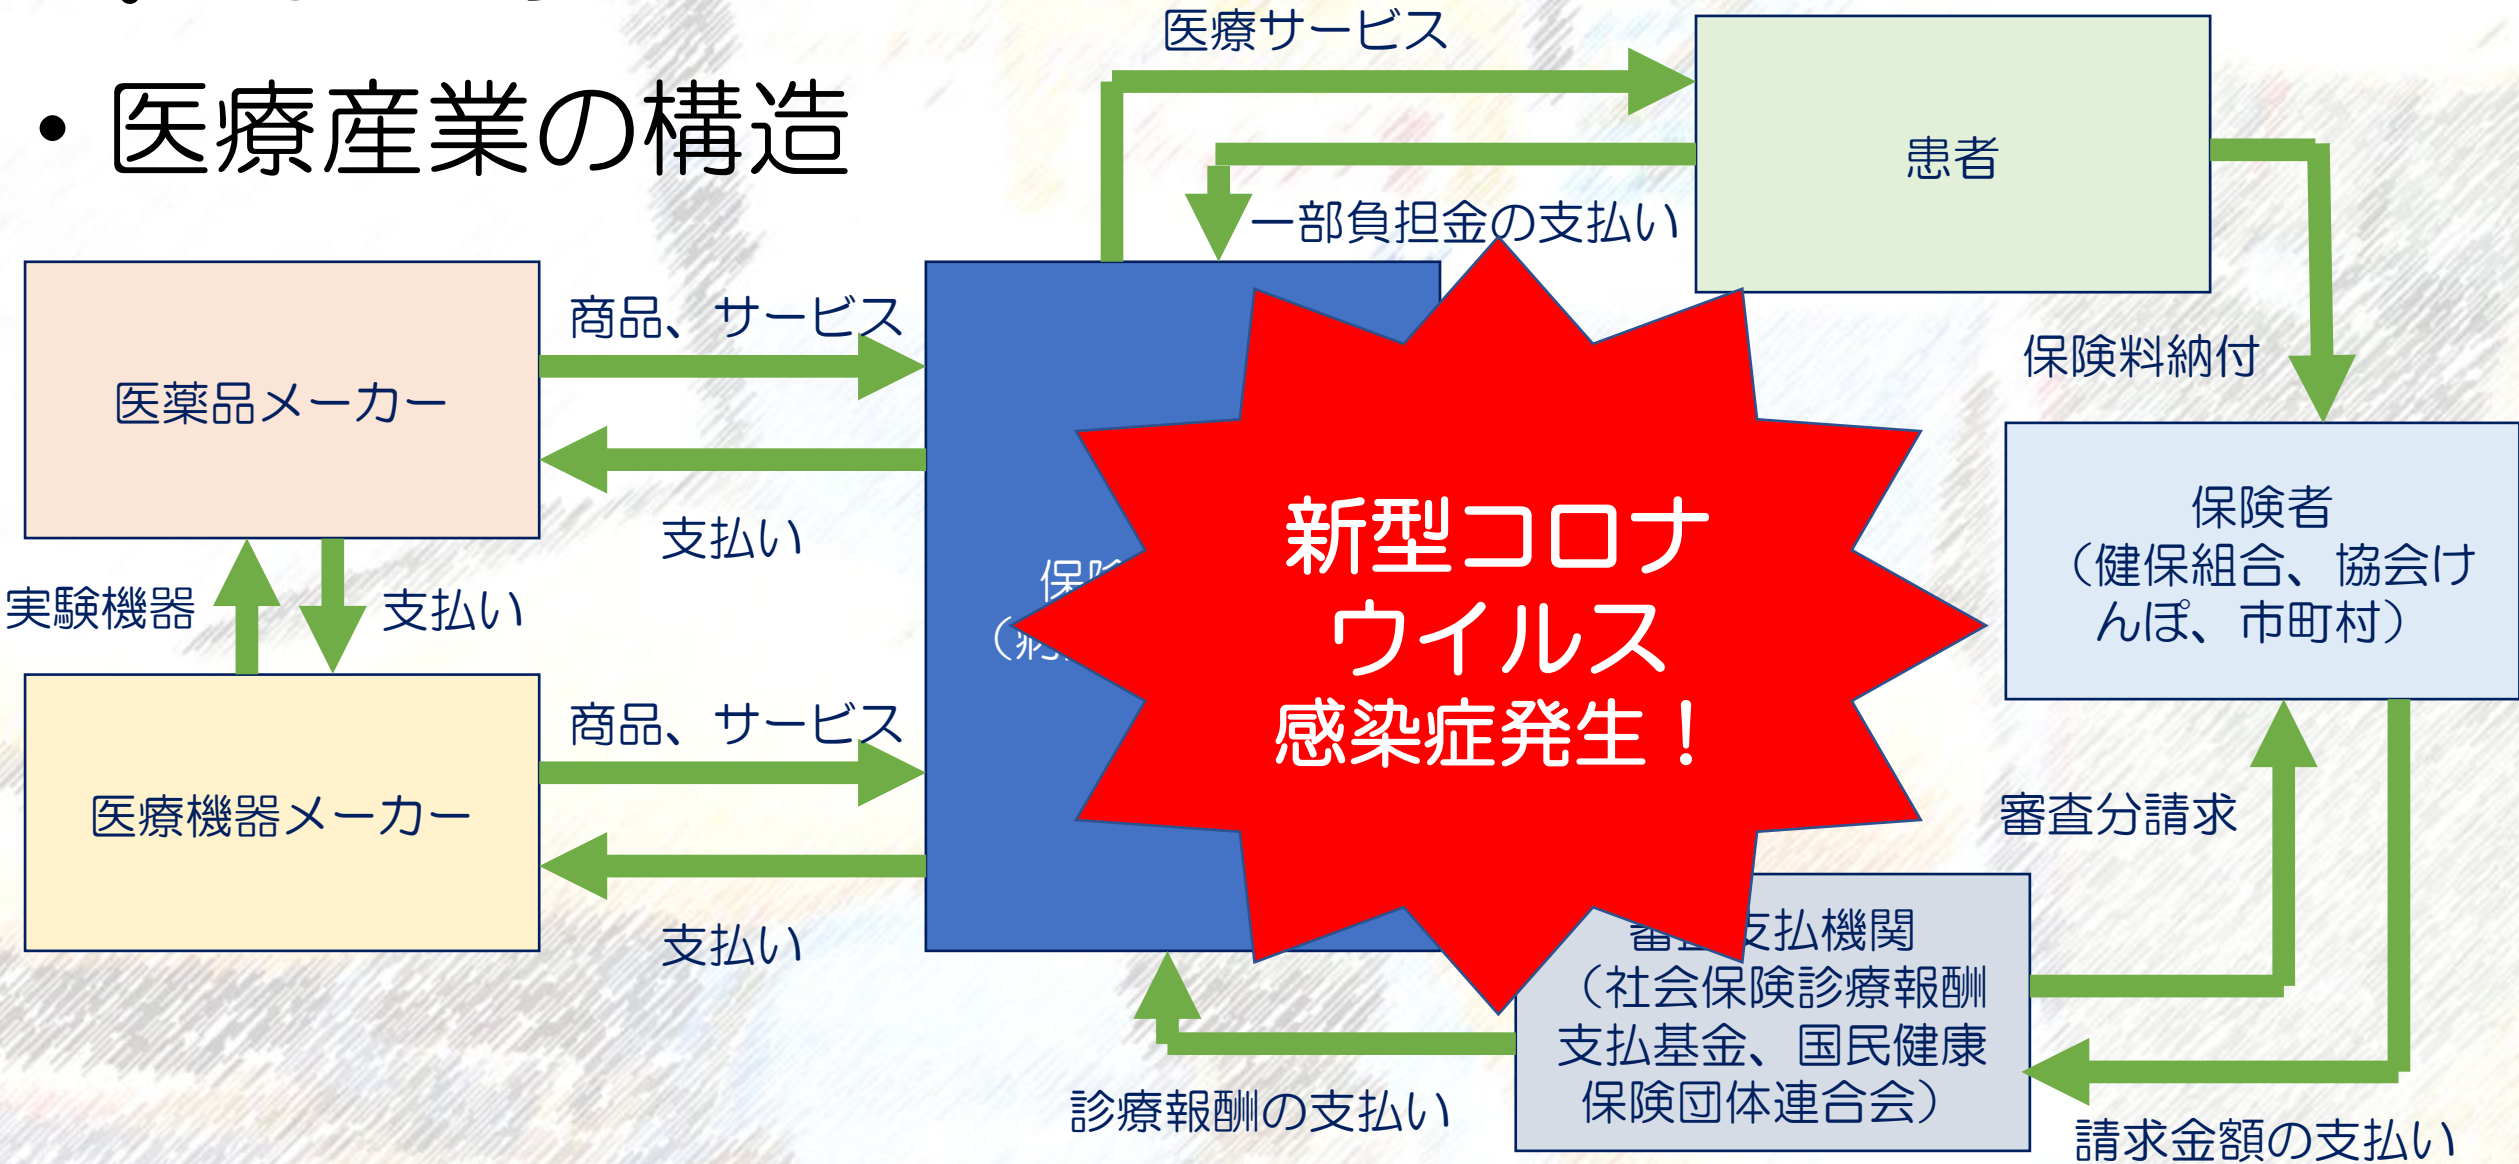 ・医療産業の構造
医療サービス
患者
一部負担金の支払い
保険料納付
医薬品メーカー
商品、サービス
支払い
実験機器
支払い
医療機器メーカー
商品、サービス
支払い
保険
新型コロナ
ウイルス
感染症発生！
保険者
（健保組合、協会け
んぽ、市町村）
審査分請求
審査支払機関
（社会保険診療報酬
支払基金、国民健康
保険団体連合会）
診療報酬の支払い
請求金額の支払い